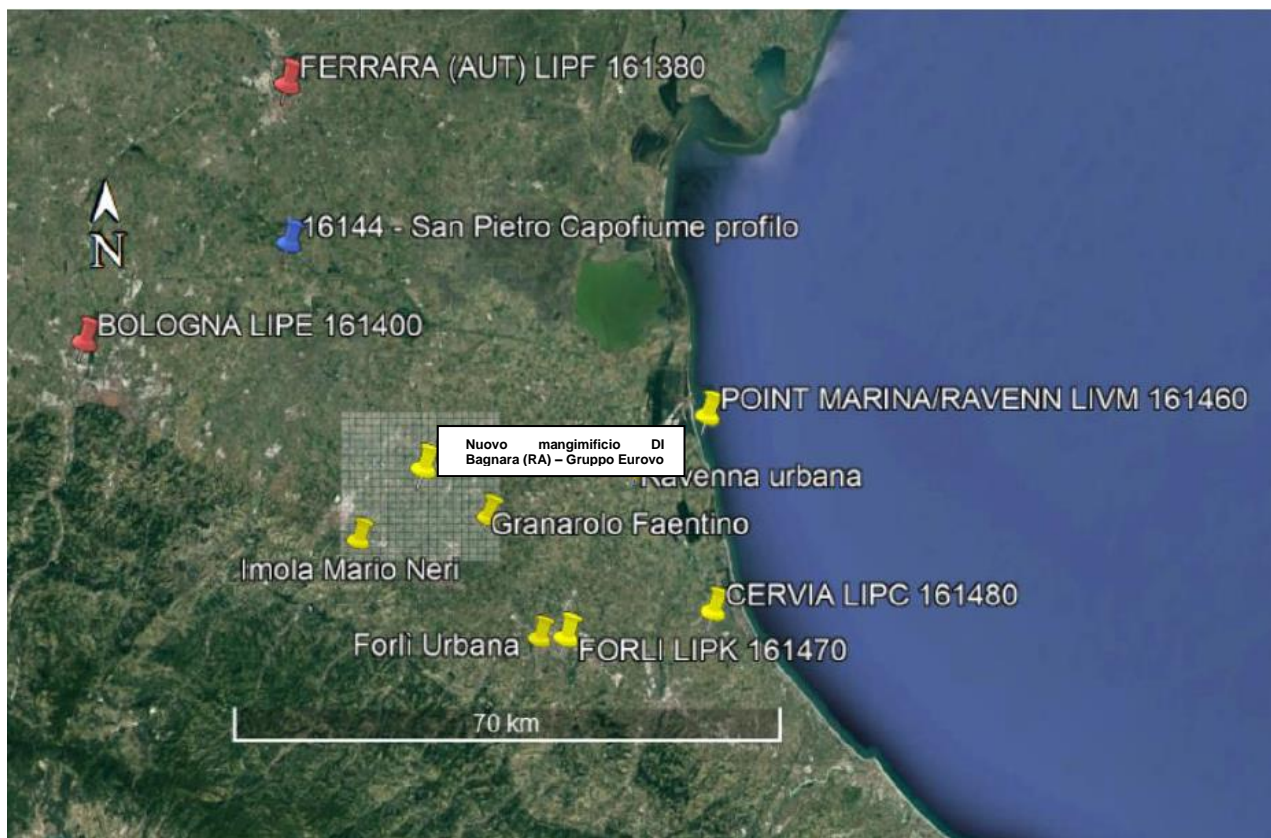 FERRARA (AUT) LIPF 161380
16144 - San Pietro Capofiume profilo
N
BOLOGNA LIPE 161400
POINT MARINA/RAVENN LIVM 161460
Nuovo mangimificio DI
Bagnara (RA) – Gruppo Eurovo
Ravenna urbana
Granarolo Faentino
Imola Mario Neri
CERVIA LIPC 161480
Forlì Urbana
FORLI LIPK 161470
70 km